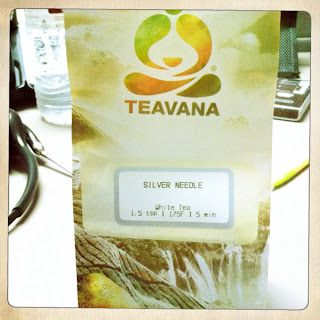 TEAVANA
SILVER NEEDLE
White Tea
1.5 tsp | 175F | 5 min